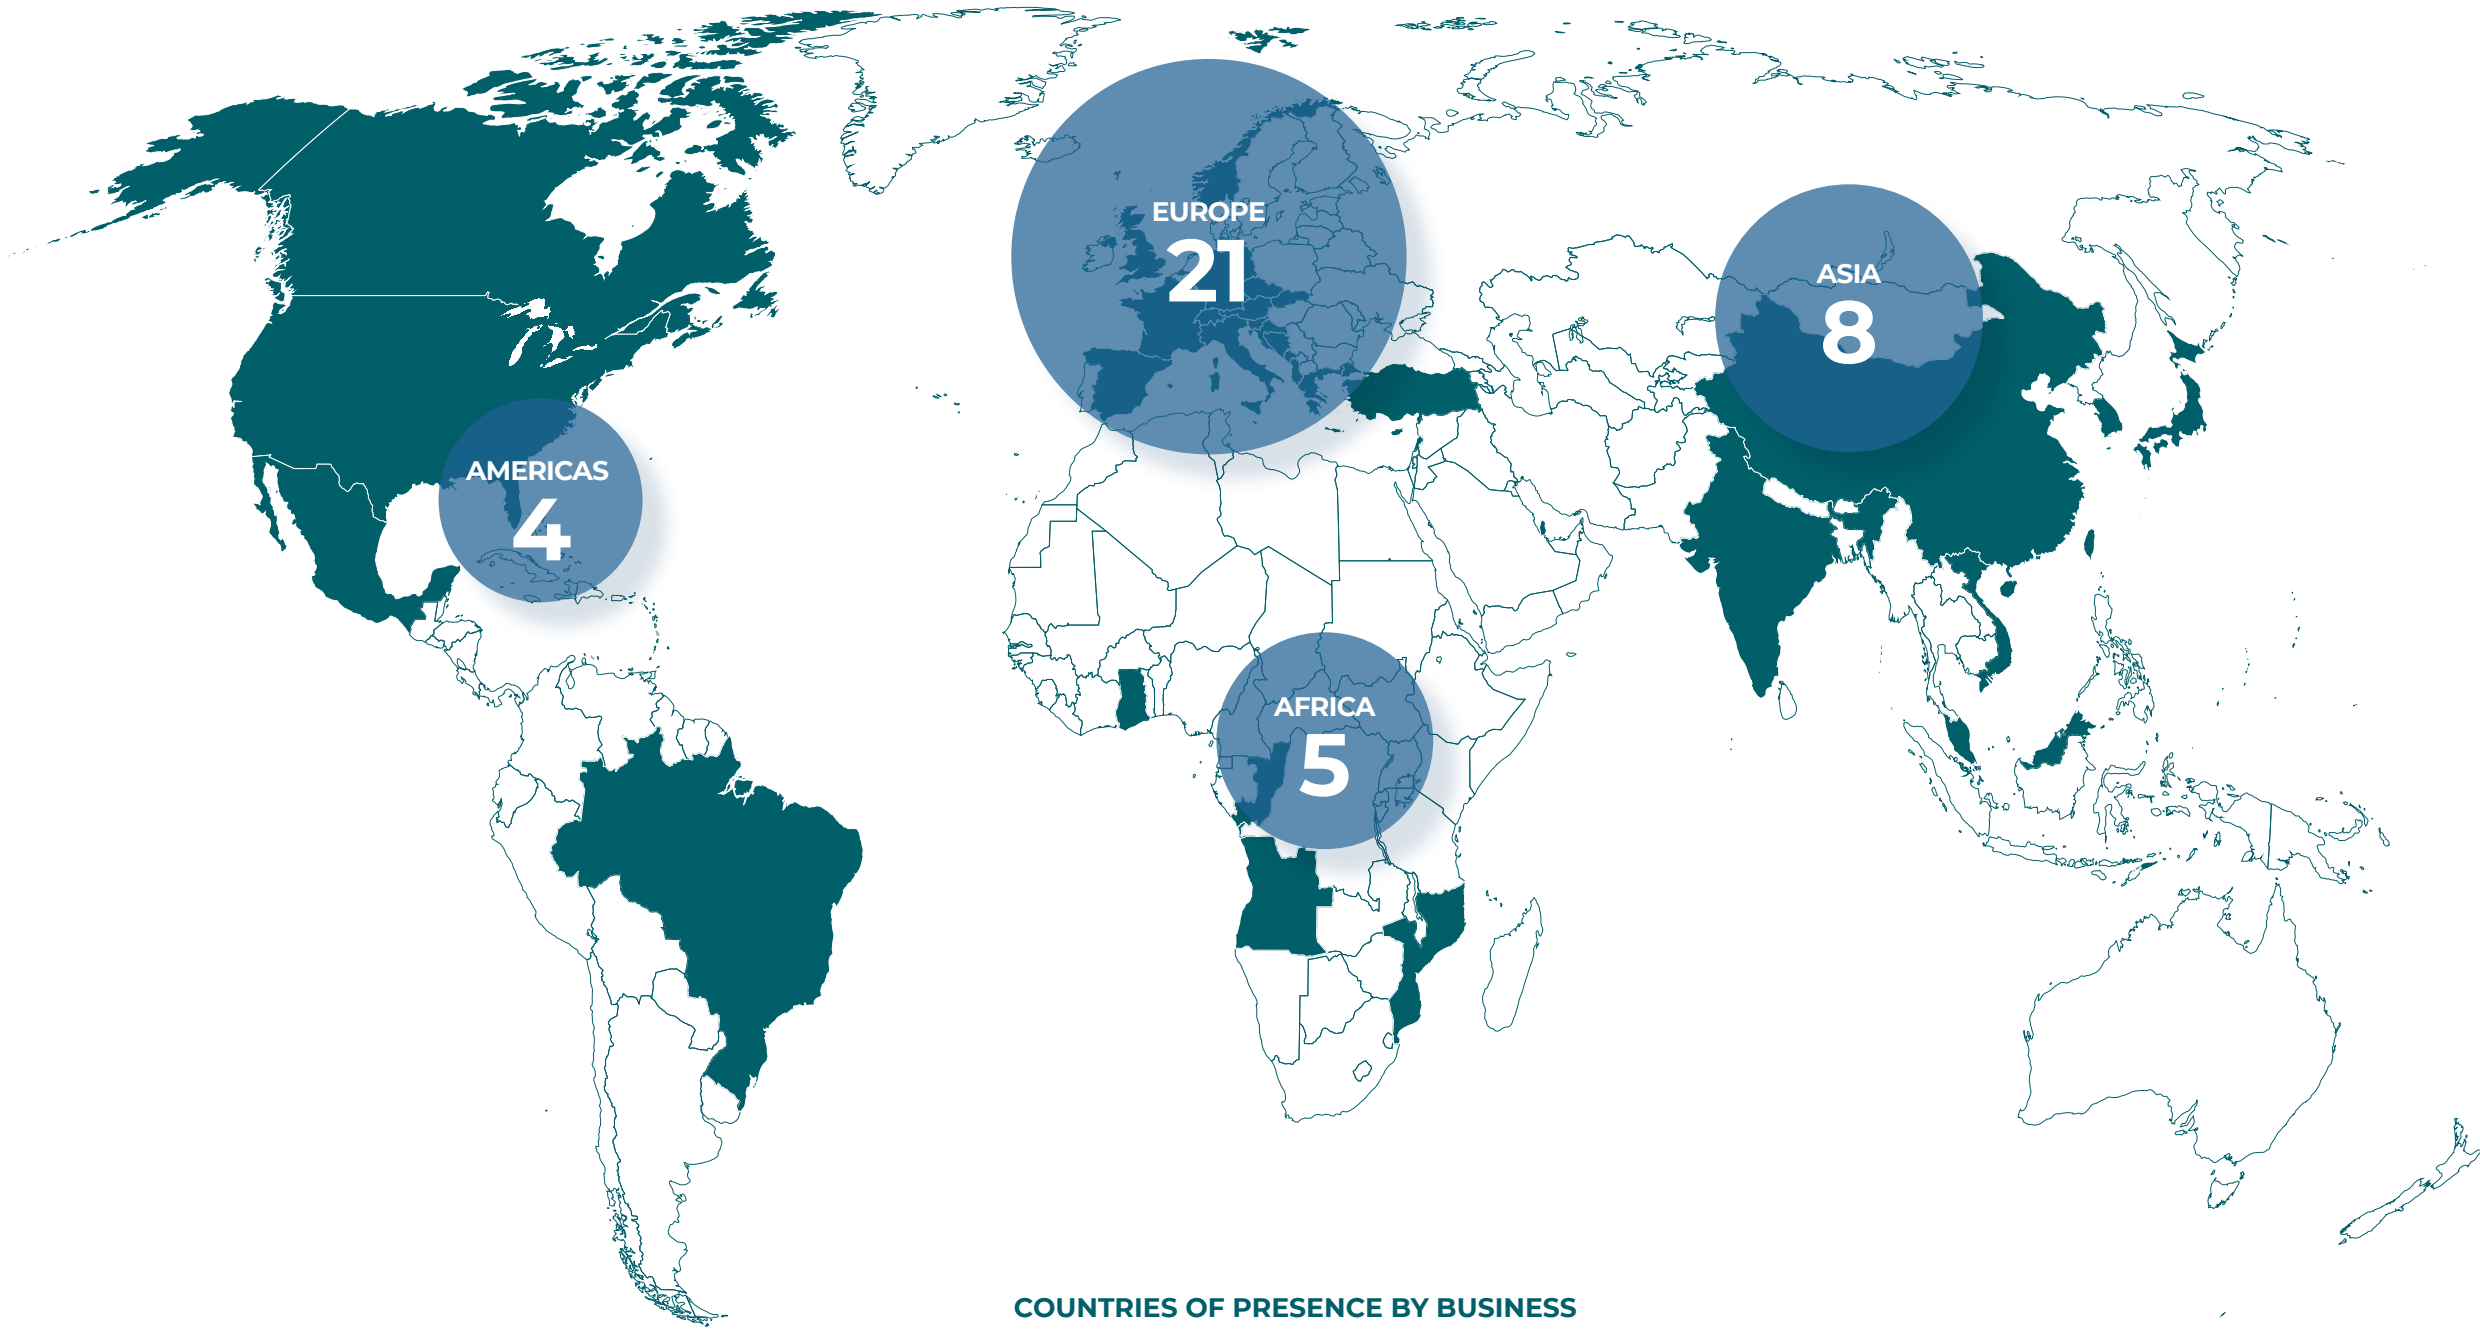 EUROPE
21
ASIA
8
AMERICAS
4
AFRICA
5
COUNTRIES OF PRESENCE BY BUSINESS